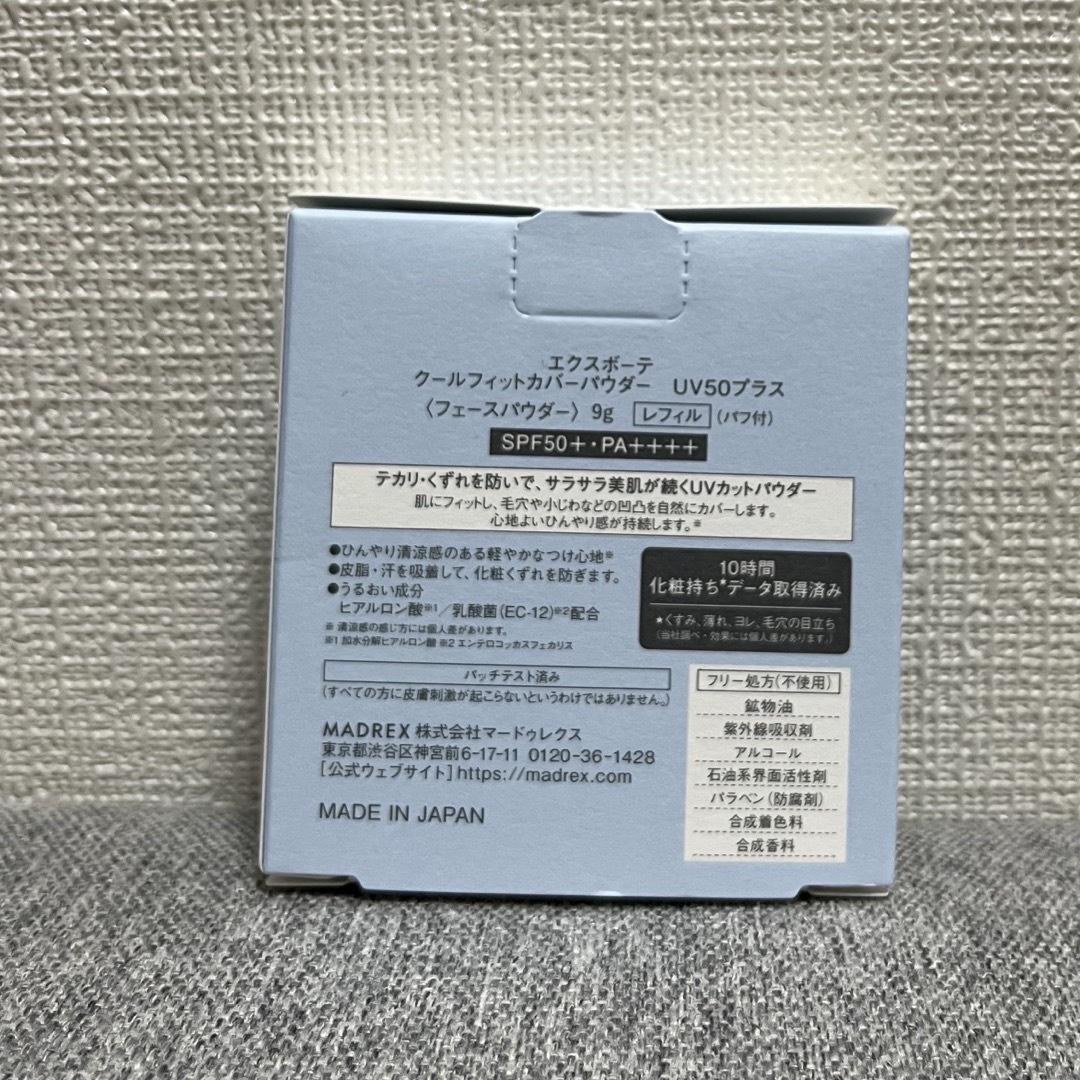 エクスボーテ
クールフィットカバーパウダー UV50プラス
〈フェースパウダー〉 9g レフィル (パフ付)
SPF50+・PA++++
テカリ・くずれを防いで、サラサラ美肌が続くUVカットパウダー
肌にフィットし、毛穴や小じわなどの凹凸を自然にカバーします。
心地よいひんやり感が持続します。※
●ひんやり清涼感のある軽やかなつけ心地※
●皮脂・汗を吸着して、化粧くずれを防ぎます。
●うるおい成分
ヒアルロン酸※1/乳酸菌(EC-12)※2配合
※ 清涼感の感じ方には個人差があります。
※1 加水分解ヒアルロン酸 ※2 エンテロコッカスフェカリス
10時間
化粧持ち*データ取得済み
★くすみ、薄れ、ヨレ、毛穴の目立ち
(当社調べ・効果には個人差があります。)
パッチテスト済み
(すべての方に皮膚刺激が起こらないというわけではありません。)
MADREX 株式会社マードゥレクス
東京都渋谷区神宮前6-17-11 0120-36-1428
[公式ウェブサイト] https://madrex.com
MADE IN JAPAN
フリー処方(不使用)
鉱物油
紫外線吸収剤
アルコール
石油系界面活性剤
パラベン(防腐剤)
合成着色料
合成香料